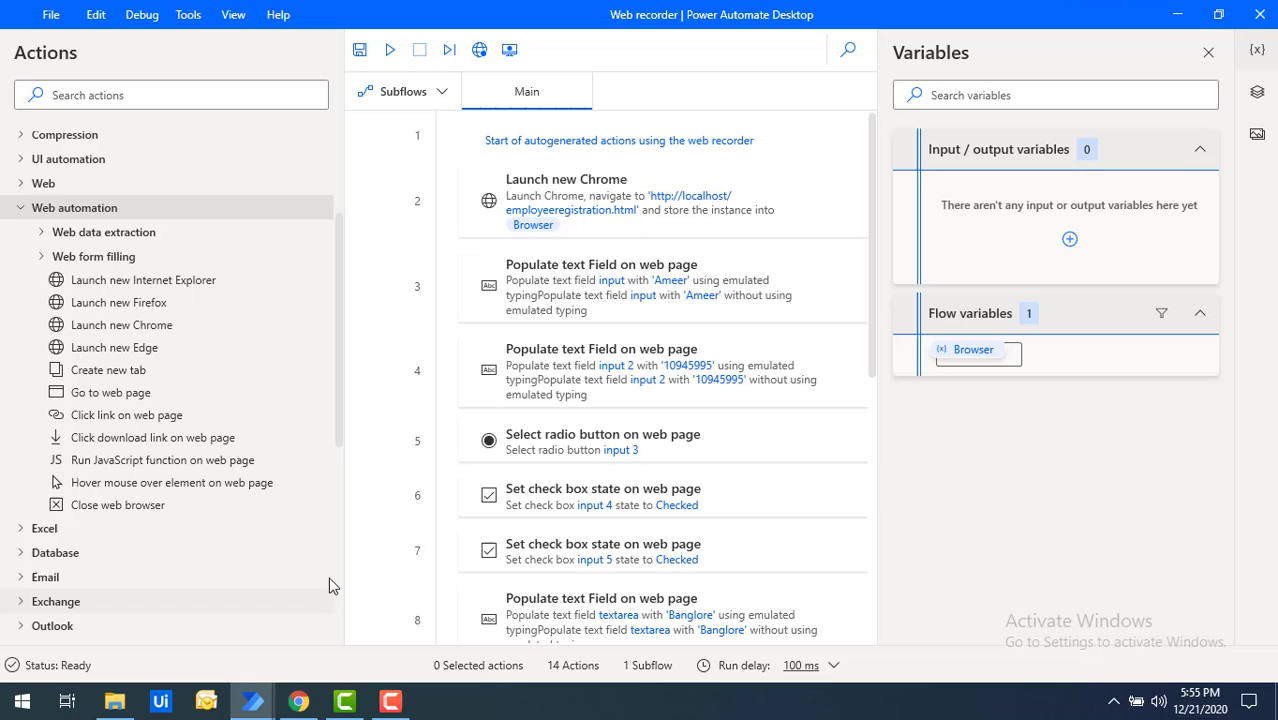 File Edit Debug Tools View Help
Web recorder | Power Automate Desktop
Actions
Search actions
Compression
UI automation
Web
Web automation
Web data extraction
Web form filling
Launch new Internet Explorer
Launch new Firefox
Launch new Chrome
Launch new Edge
Create new tab
Go to web page
Click link on web page
Click download link on web page
JS Run JavaScript function on web page
Hover mouse over element on web page
Close web browser
Excel
Database
Email
Exchange
Outlook
Subflows
Main
1 Start of autogenerated actions using the web recorder
2 Launch new Chrome
Launch Chrome, navigate to 'http://localhost/
employeeregistration.html' and store the instance into
Browser
3 Abc Populate text Field on web page
Populate text field input with 'Ameer' using emulated
typingPopulate text field input with 'Ameer' without using
emulated typing
4 Abc Populate text Field on web page
Populate text field input 2 with '10945995' using emulated
typingPopulate text field input 2 with '10945995' without using
emulated typing
5 Select radio button on web page
Select radio button input 3
6 Set check box state on web page
Set check box input 4 state to Checked
7 Set check box state on web page
Set check box input 5 state to Checked
8 Abc Populate text Field on web page
Populate text field textarea with 'Banglore' using emulated
typingPopulate text field textarea with 'Banglore' without using
Variables
{x}
Search variables
Input / output variables 0
There aren't any input or output variables here yet
Flow variables 1
(x) Browser
Activate Windows
Go to Settings to activate Windows.
Status: Ready
0 Selected actions
14 Actions
1 Subflow
Run delay: 100 ms
Ui
5:55 PM
12/21/2020